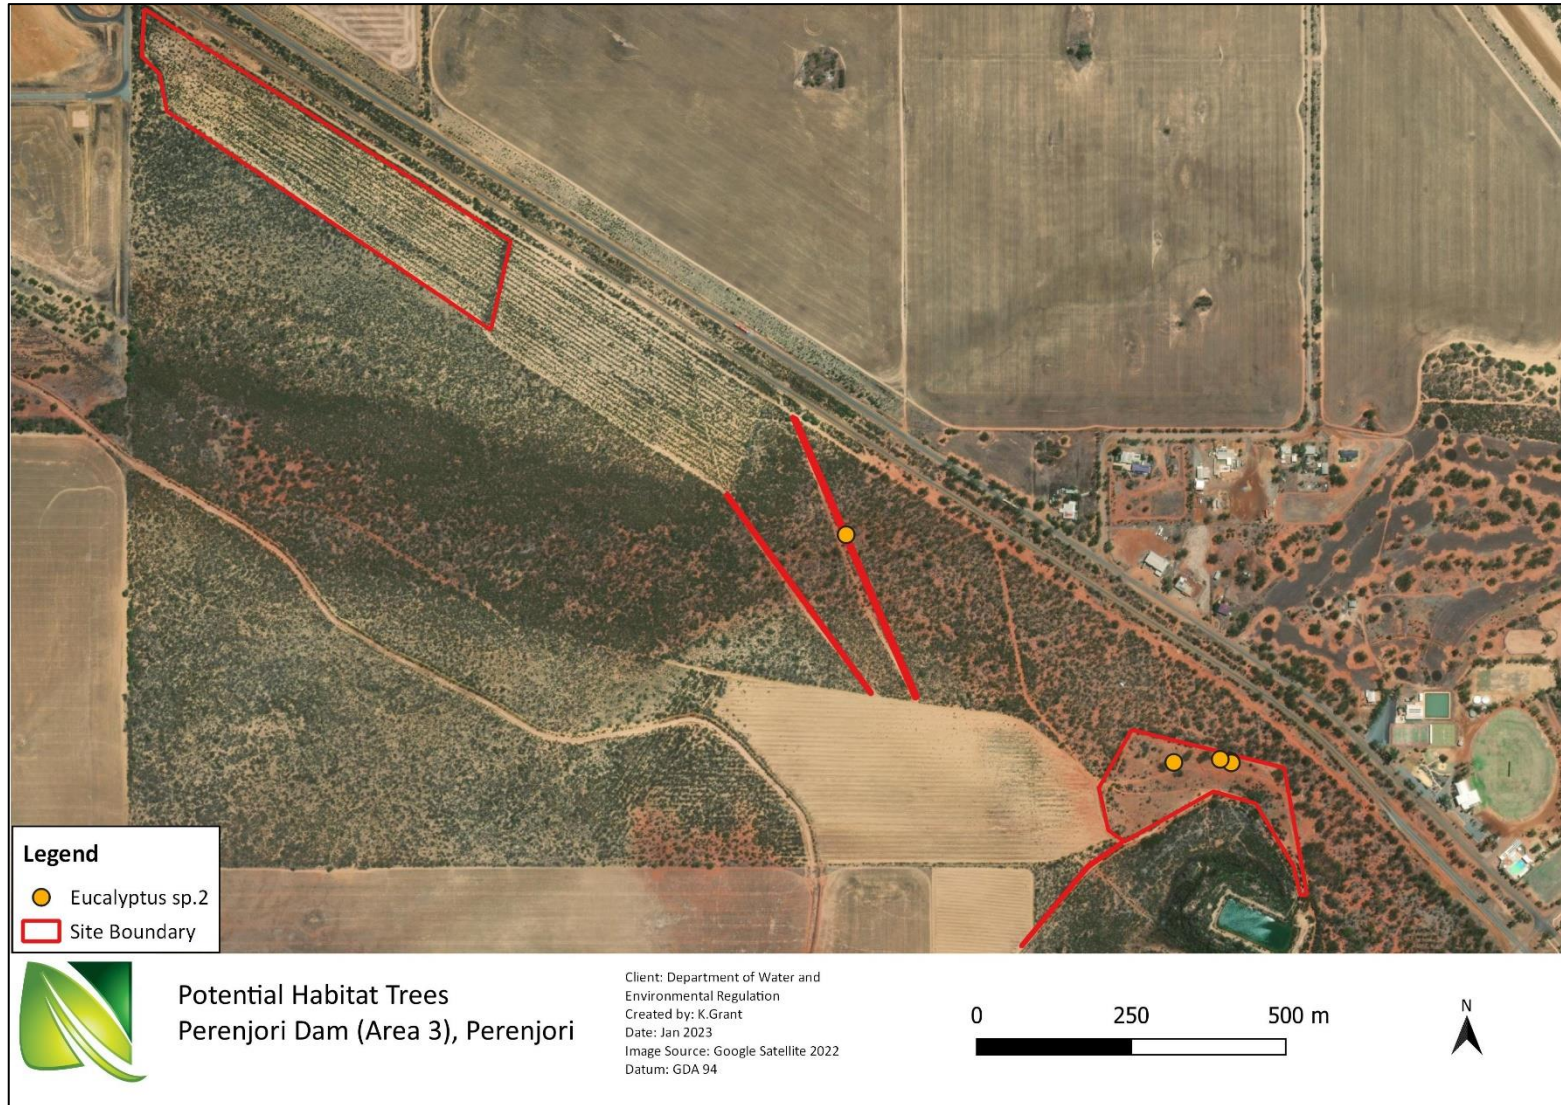 Legend
Eucalyptus sp.2
Site Boundary
Potential Habitat Trees
Perenjori Dam (Area 3), Perenjori
Client: Department of Water and
Environmental Regulation
Created by: K.Grant
Date: Jan 2023
Image Source: Google Satellite 2022
Datum: GDA 94
0 250 500 m
N